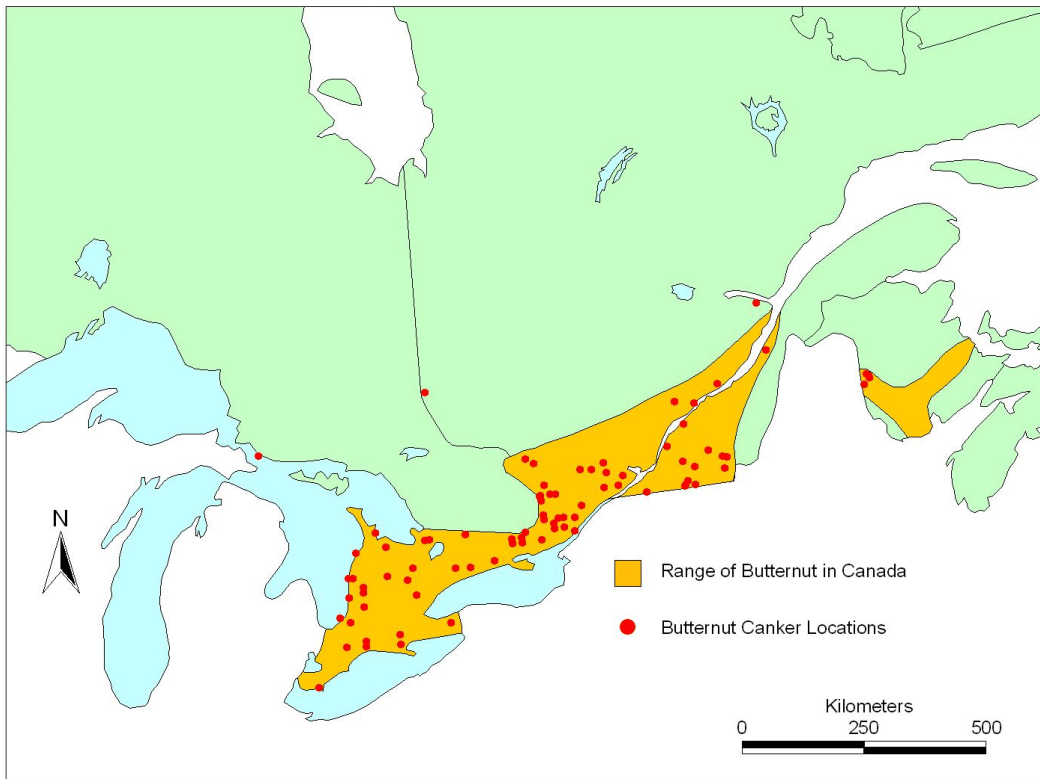 N
Range of Butternut in Canada
Butternut Canker Locations
Kilometers
0 250 500